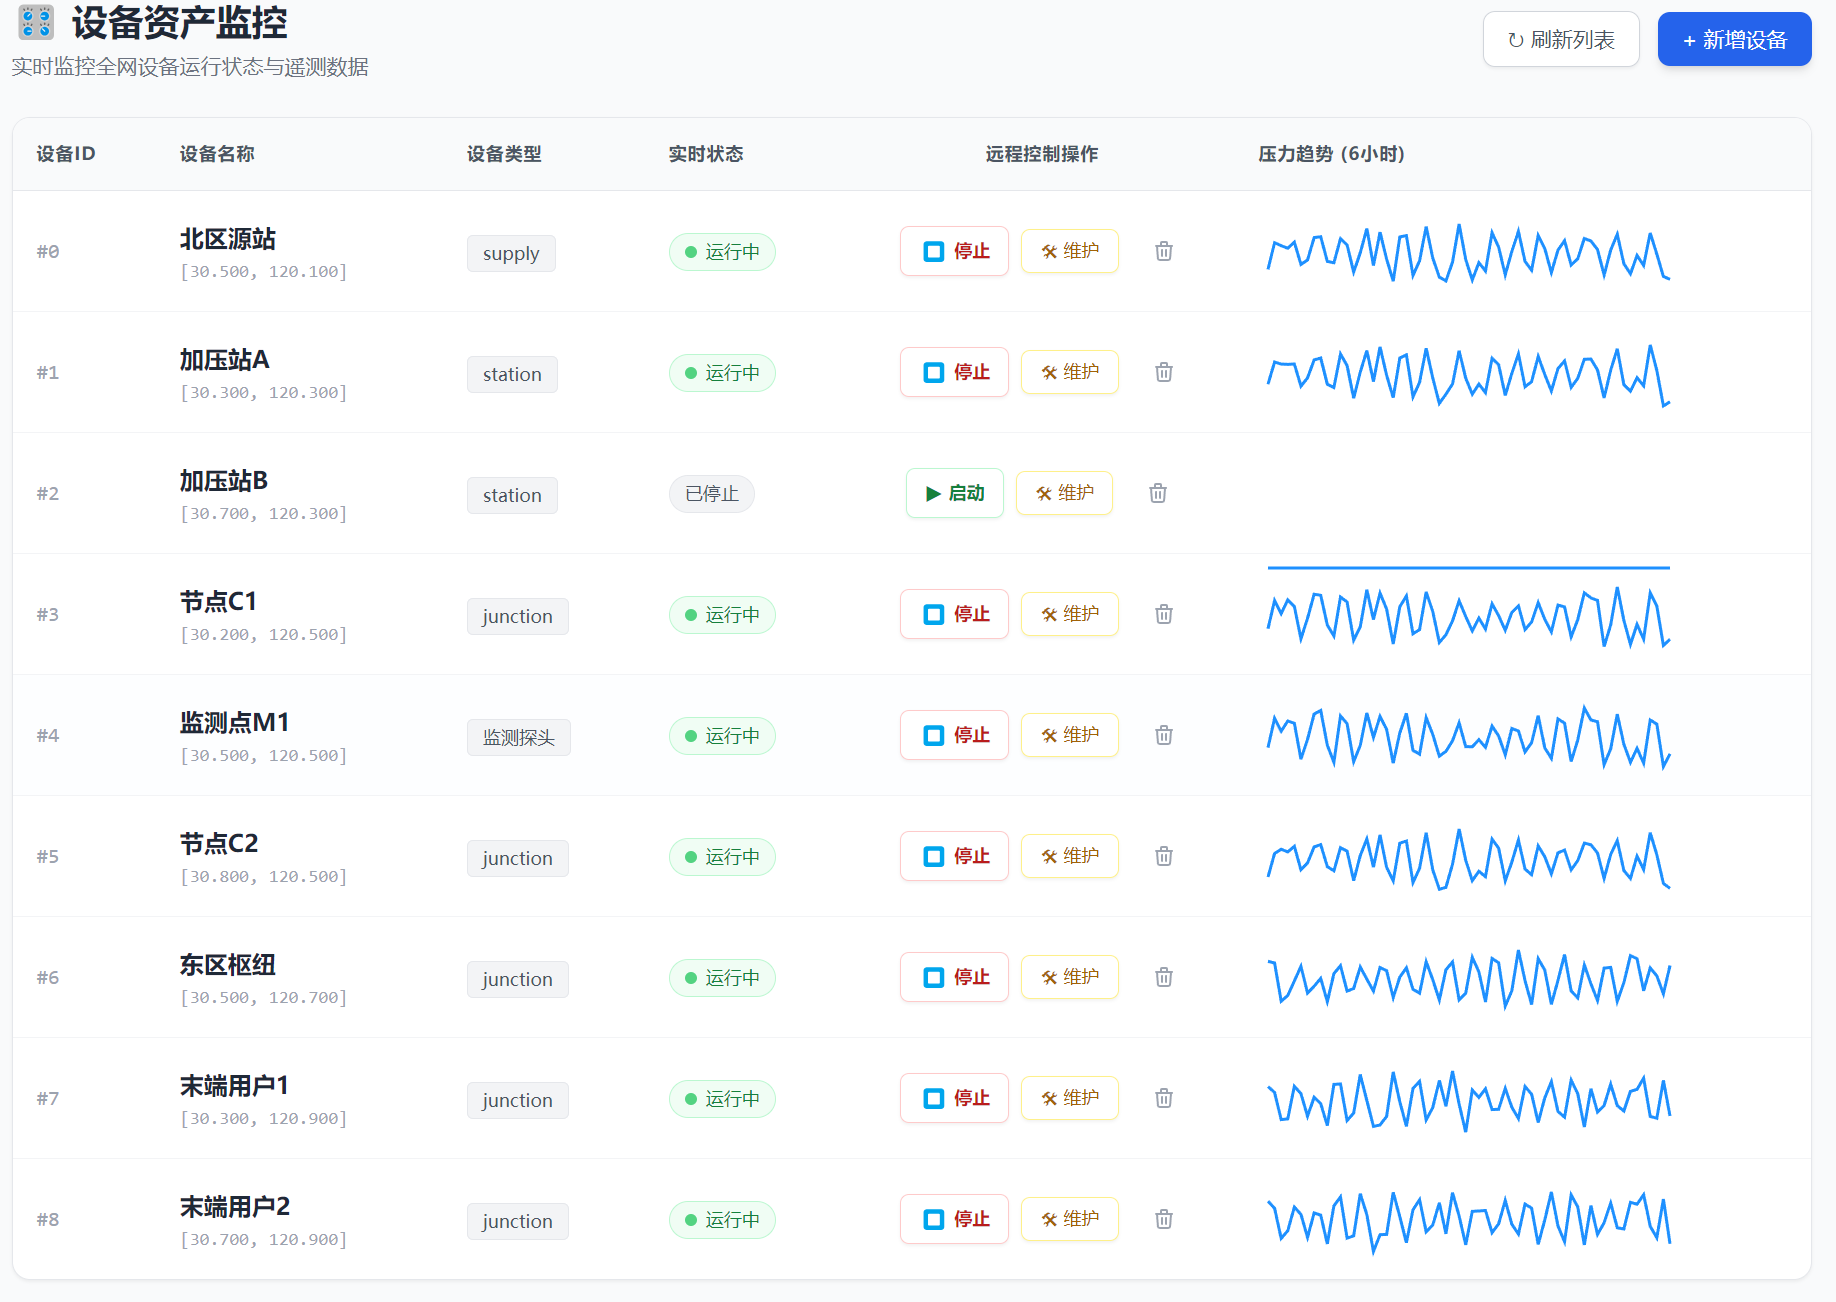 设备资产监控
实时监控全网设备运行状态与遥测数据
↻ 刷新列表
+ 新增设备
设备ID 设备名称 设备类型 实时状态 远程控制操作 压力趋势 (6小时)
#0 北区源站 supply 运行中 停止 维护
[30.500, 120.100]
#1 加压站A station 运行中 停止 维护
[30.300, 120.300]
#2 加压站B station 已停止 启动 维护
[30.700, 120.300]
#3 节点C1 junction 运行中 停止 维护
[30.200, 120.500]
#4 监测点M1 监测探头 运行中 停止 维护
[30.500, 120.500]
#5 节点C2 junction 运行中 停止 维护
[30.800, 120.500]
#6 东区枢纽 junction 运行中 停止 维护
[30.500, 120.700]
#7 末端用户1 junction 运行中 停止 维护
[30.300, 120.900]
#8 末端用户2 junction 运行中 停止 维护
[30.700, 120.900]